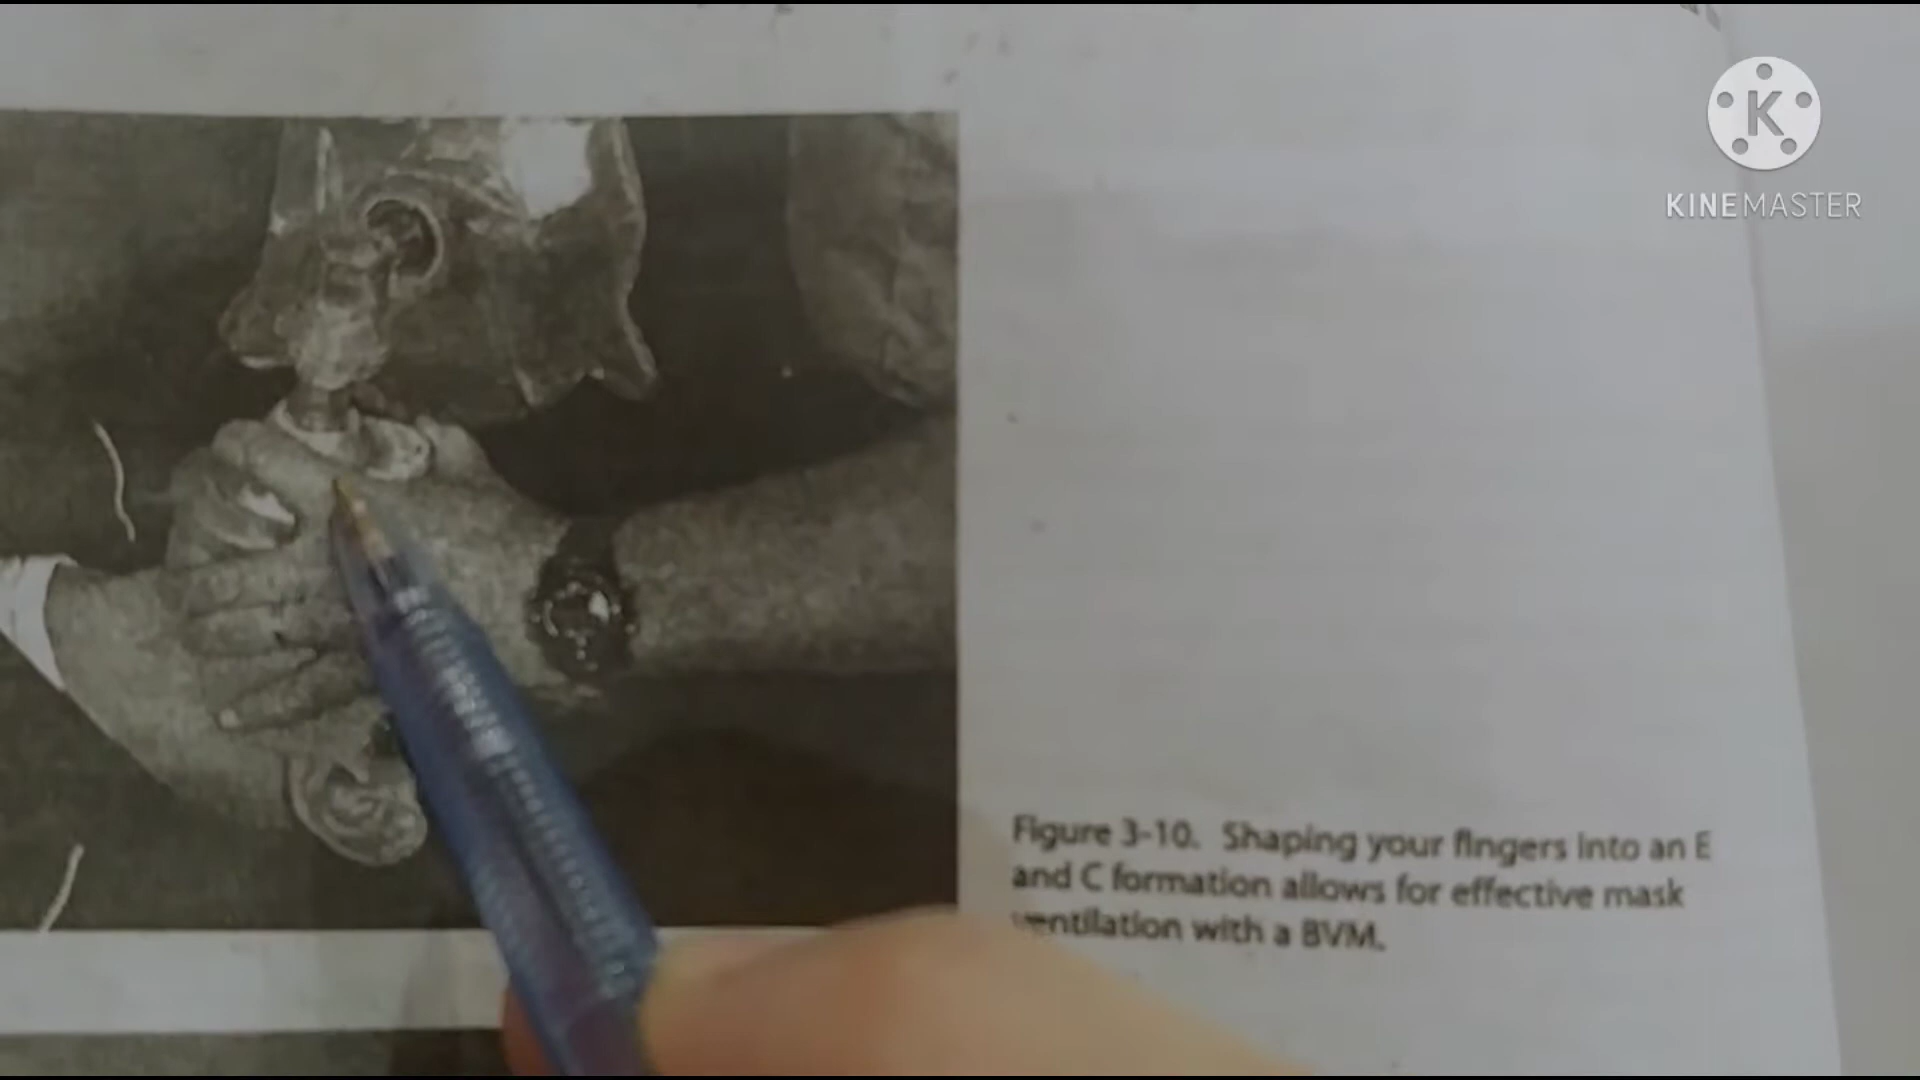 K
KINEMASTER
Figure 3-10. Shaping your fingers into an E
and C formation allows for effective mask
ventilation with a BVM.